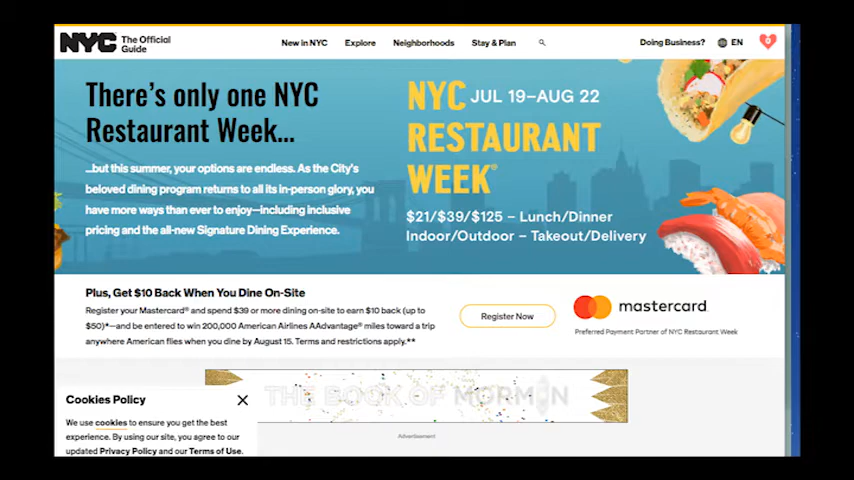 NYC The Official Guide
New in NYC Explore Neighborhoods Stay & Plan Doing Business? EN
There's only one NYC
Restaurant Week...
...but this summer, your options are endless. As the City's
beloved dining program returns to all its in-person glory, you
have more ways than ever to enjoy—including inclusive
pricing and the all-new Signature Dining Experience.
NYC JUL 19–AUG 22
RESTAURANT
WEEK®
$21/$39/$125 – Lunch/Dinner
Indoor/Outdoor – Takeout/Delivery
Plus, Get $10 Back When You Dine On-Site
Register your Mastercard® and spend $39 or more dining on-site to earn $10 back (up to
$50)*—and be entered to win 200,000 American Airlines AAdvantage® miles toward a trip
anywhere American flies when you dine by August 15. Terms and restrictions apply.**
Register Now
mastercard.
Preferred Payment Partner of NYC Restaurant Week
THE BOOK OF MORMON
Advertisement
Cookies Policy
We use cookies to ensure you get the best
experience. By using our site, you agree to our
updated Privacy Policy and our Terms of Use.